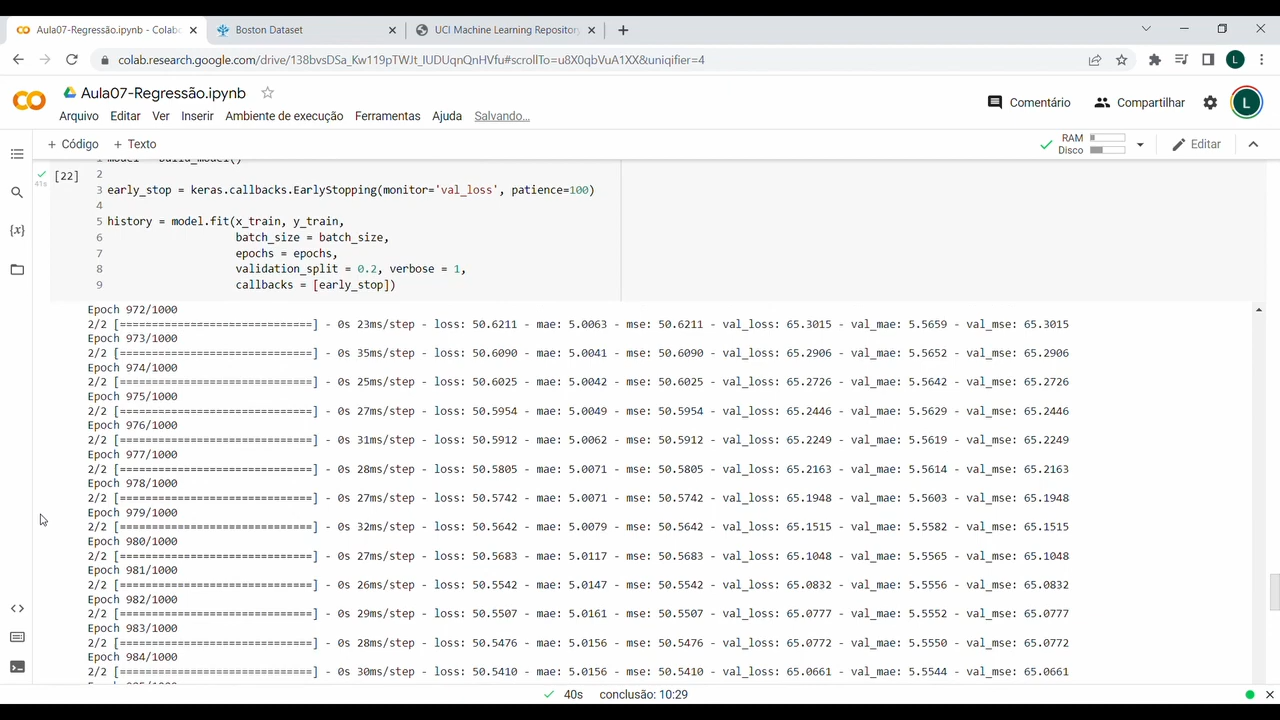 Aula07-Regressão.ipynb - Colab
Boston Dataset
UCI Machine Learning Repository
colab.research.google.com/drive/138bvsDSa_Kw119pTWJt_IUDUqnQmHVfu#scrollTo=u8X0qbVuA1XX&uniqifier=4
L
Aula07-Regressão.ipynb
Arquivo Editar Ver Inserir Ambiente de execução Ferramentas Ajuda Salvando...
Comentário Compartilhar L
+ Código + Texto
RAM
Disco
Editar
1 model = build_model()
[22]
41s
2
3 early_stop = keras.callbacks.EarlyStopping(monitor='val_loss', patience=100)
4
5 history = model.fit(x_train, y_train,
6 batch_size = batch_size,
7 epochs = epochs,
8 validation_split = 0.2, verbose = 1,
9 callbacks = [early_stop])
Epoch 972/1000
2/2 [==============================] - 0s 23ms/step - loss: 50.6211 - mae: 5.0063 - mse: 50.6211 - val_loss: 65.3015 - val_mae: 5.5659 - val_mse: 65.3015
Epoch 973/1000
2/2 [==============================] - 0s 35ms/step - loss: 50.6090 - mae: 5.0041 - mse: 50.6090 - val_loss: 65.2906 - val_mae: 5.5652 - val_mse: 65.2906
Epoch 974/1000
2/2 [==============================] - 0s 25ms/step - loss: 50.6025 - mae: 5.0042 - mse: 50.6025 - val_loss: 65.2726 - val_mae: 5.5642 - val_mse: 65.2726
Epoch 975/1000
2/2 [==============================] - 0s 27ms/step - loss: 50.5954 - mae: 5.0049 - mse: 50.5954 - val_loss: 65.2446 - val_mae: 5.5629 - val_mse: 65.2446
Epoch 976/1000
2/2 [==============================] - 0s 31ms/step - loss: 50.5912 - mae: 5.0062 - mse: 50.5912 - val_loss: 65.2249 - val_mae: 5.5619 - val_mse: 65.2249
Epoch 977/1000
2/2 [==============================] - 0s 28ms/step - loss: 50.5805 - mae: 5.0071 - mse: 50.5805 - val_loss: 65.2163 - val_mae: 5.5614 - val_mse: 65.2163
Epoch 978/1000
2/2 [==============================] - 0s 27ms/step - loss: 50.5742 - mae: 5.0071 - mse: 50.5742 - val_loss: 65.1948 - val_mae: 5.5603 - val_mse: 65.1948
Epoch 979/1000
2/2 [==============================] - 0s 32ms/step - loss: 50.5642 - mae: 5.0079 - mse: 50.5642 - val_loss: 65.1515 - val_mae: 5.5582 - val_mse: 65.1515
Epoch 980/1000
2/2 [==============================] - 0s 27ms/step - loss: 50.5683 - mae: 5.0117 - mse: 50.5683 - val_loss: 65.1048 - val_mae: 5.5565 - val_mse: 65.1048
Epoch 981/1000
2/2 [==============================] - 0s 26ms/step - loss: 50.5542 - mae: 5.0147 - mse: 50.5542 - val_loss: 65.0832 - val_mae: 5.5556 - val_mse: 65.0832
Epoch 982/1000
2/2 [==============================] - 0s 29ms/step - loss: 50.5507 - mae: 5.0161 - mse: 50.5507 - val_loss: 65.0777 - val_mae: 5.5552 - val_mse: 65.0777
Epoch 983/1000
2/2 [==============================] - 0s 28ms/step - loss: 50.5476 - mae: 5.0156 - mse: 50.5476 - val_loss: 65.0772 - val_mae: 5.5550 - val_mse: 65.0772
Epoch 984/1000
2/2 [==============================] - 0s 30ms/step - loss: 50.5410 - mae: 5.0156 - mse: 50.5410 - val_loss: 65.0661 - val_mae: 5.5544 - val_mse: 65.0661
40s conclusão: 10:29